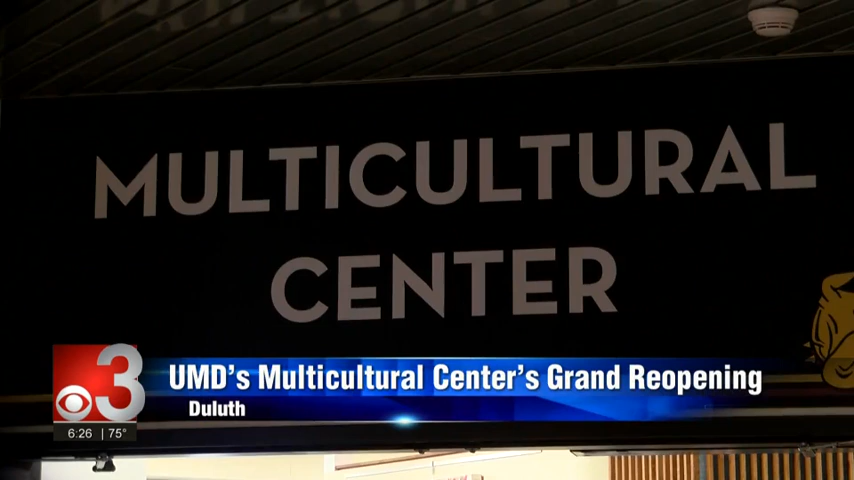 MULTICULTURAL
CENTER
3
UMD's Multicultural Center's Grand Reopening
Duluth
6:26 | 75°